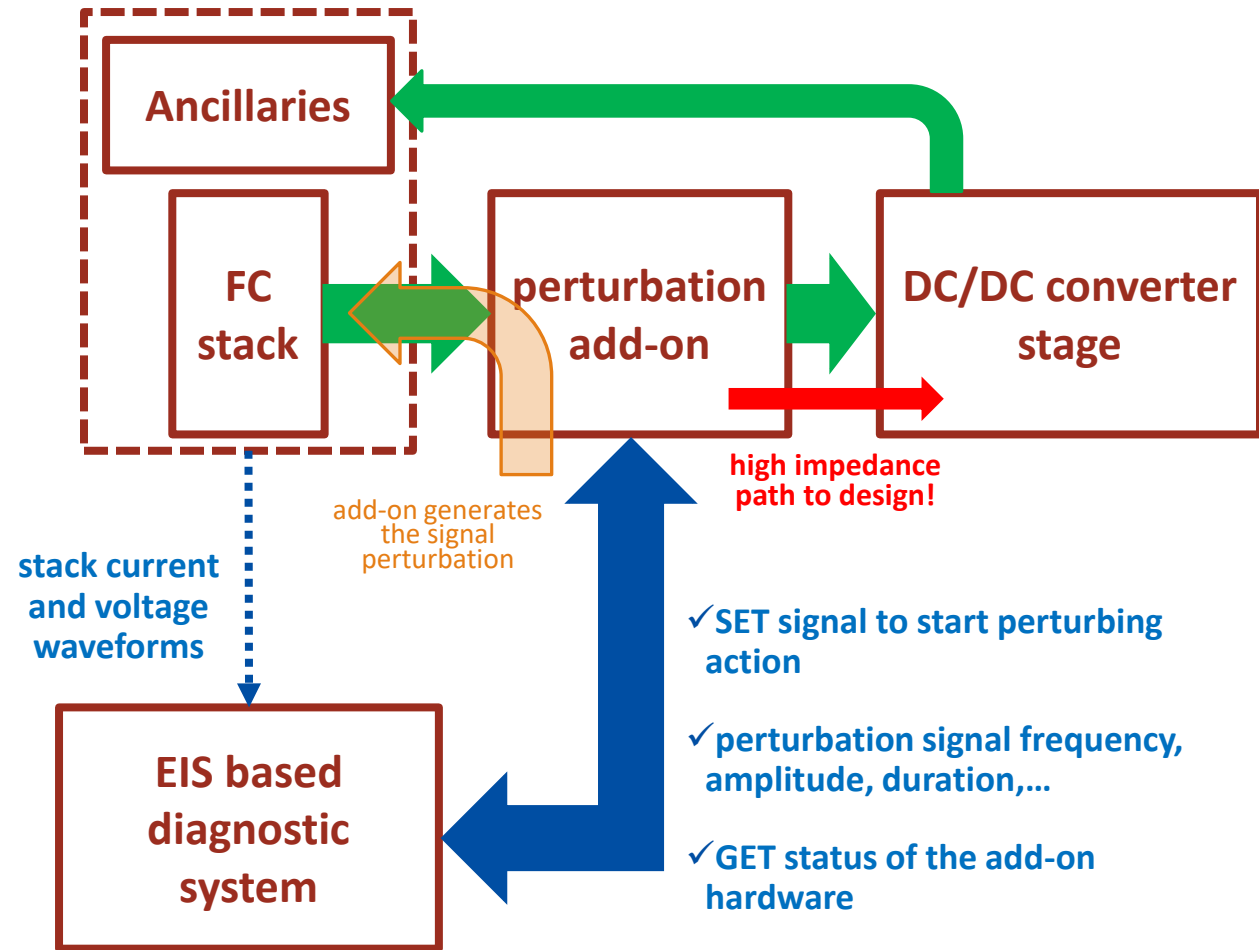 Ancillaries
FC
stack
perturbation
add-on
DC/DC converter
stage
high impedance
path to design!
add-on generates
the signal
perturbation
stack current
and voltage
waveforms
✓SET signal to start perturbing
action
✓perturbation signal frequency,
amplitude, duration,...
✓GET status of the add-on
hardware
EIS based
diagnostic
system